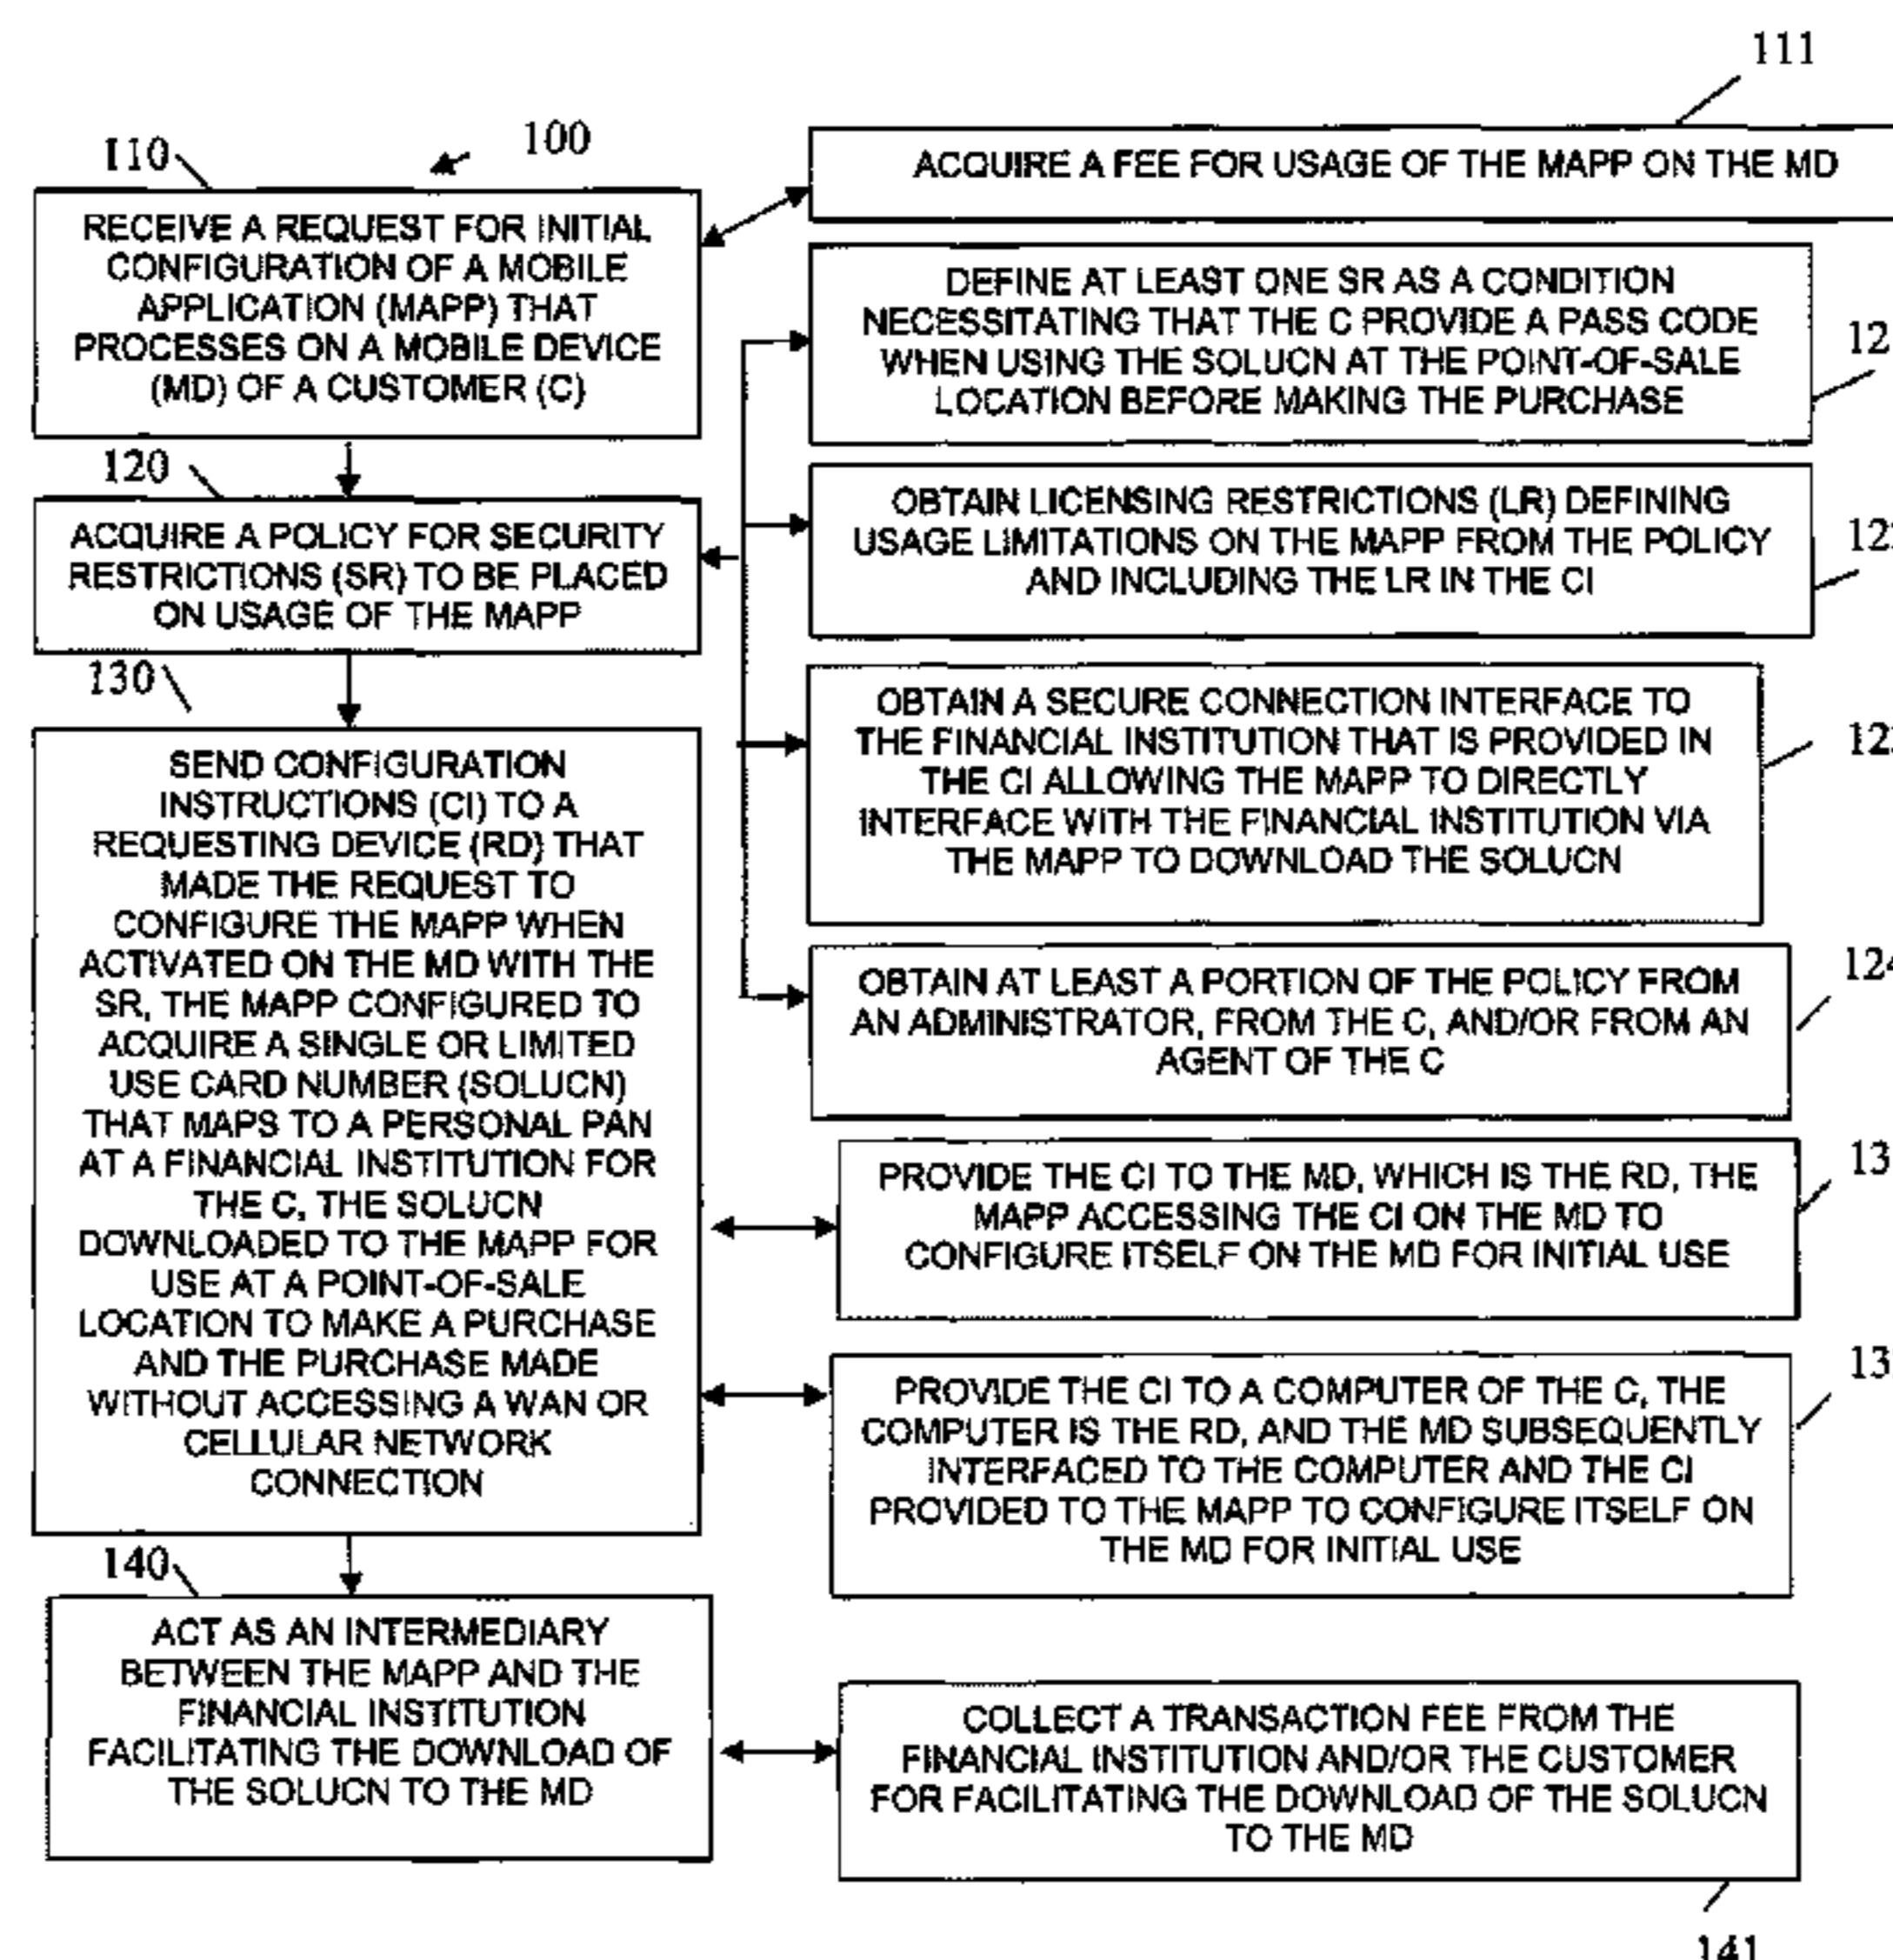 111
100
110
ACQUIRE A FEE FOR USAGE OF THE MAPP ON THE MD
RECEIVE A REQUEST FOR INITIAL
CONFIGURATION OF A MOBILE
APPLICATION (MAPP) THAT
PROCESSES ON A MOBILE DEVICE
(MD) OF A CUSTOMER (C)
DEFINE AT LEAST ONE SR AS A CONDITION
NECESSITATING THAT THE C PROVIDE A PASS CODE
WHEN USING THE SOLUCN AT THE POINT-OF-SALE
LOCATION BEFORE MAKING THE PURCHASE
120
ACQUIRE A POLICY FOR SECURITY
RESTRICTIONS (SR) TO BE PLACED
ON USAGE OF THE MAPP
OBTAIN LICENSING RESTRICTIONS (LR) DEFINING
USAGE LIMITATIONS ON THE MAPP FROM THE POLICY
AND INCLUDING THE LR IN THE CI
130
OBTAIN A SECURE CONNECTION INTERFACE TO
THE FINANCIAL INSTITUTION THAT IS PROVIDED IN
THE CI ALLOWING THE MAPP TO DIRECTLY
INTERFACE WITH THE FINANCIAL INSTITUTION VIA
THE MAPP TO DOWNLOAD THE SOLUCN
SEND CONFIGURATION
INSTRUCTIONS (CI) TO A
REQUESTING DEVICE (RD) THAT
MADE THE REQUEST TO
CONFIGURE THE MAPP WHEN
ACTIVATED ON THE MD WITH THE
SR, THE MAPP CONFIGURED TO
ACQUIRE A SINGLE OR LIMITED
USE CARD NUMBER (SOLUCN)
THAT MAPS TO A PERSONAL PAN
AT A FINANCIAL INSTITUTION FOR
THE C, THE SOLUCN
DOWNLOADED TO THE MAPP FOR
USE AT A POINT-OF-SALE
LOCATION TO MAKE A PURCHASE
AND THE PURCHASE MADE
WITHOUT ACCESSING A WAN OR
CELLULAR NETWORK
CONNECTION
124
OBTAIN AT LEAST A PORTION OF THE POLICY FROM
AN ADMINISTRATOR, FROM THE C, AND/OR FROM AN
AGENT OF THE C
PROVIDE THE CI TO THE MD, WHICH IS THE RD, THE
MAPP ACCESSING THE CI ON THE MD TO
CONFIGURE ITSELF ON THE MD FOR INITIAL USE
PROVIDE THE CI TO A COMPUTER OF THE C, THE
COMPUTER IS THE RD, AND THE MD SUBSEQUENTLY
INTERFACED TO THE COMPUTER AND THE CI
PROVIDED TO THE MAPP TO CONFIGURE ITSELF ON
THE MD FOR INITIAL USE
140
ACT AS AN INTERMEDIARY
BETWEEN THE MAPP AND THE
FINANCIAL INSTITUTION
FACILITATING THE DOWNLOAD OF
THE SOLUCN TO THE MD
COLLECT A TRANSACTION FEE FROM THE
FINANCIAL INSTITUTION AND/OR THE CUSTOMER
FOR FACILITATING THE DOWNLOAD OF THE SOLUCN
TO THE MD
141